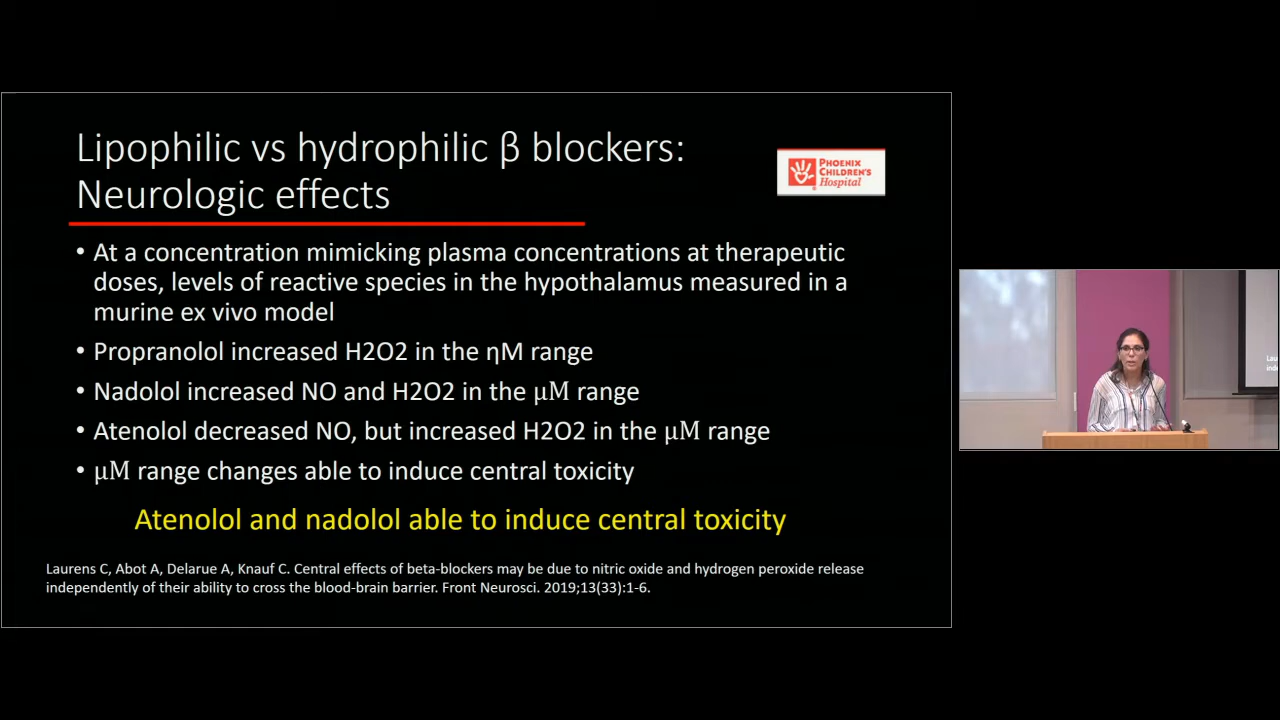 Lipophilic vs hydrophilic β blockers:
Neurologic effects
PHOENIX
CHILDREN'S
Hospital
• At a concentration mimicking plasma concentrations at therapeutic
doses, levels of reactive species in the hypothalamus measured in a
murine ex vivo model
• Propranolol increased H2O2 in the ηM range
• Nadolol increased NO and H2O2 in the μM range
• Atenolol decreased NO, but increased H2O2 in the μM range
• μM range changes able to induce central toxicity
Atenolol and nadolol able to induce central toxicity
Laurens C, Abot A, Delarue A, Knauf C. Central effects of beta-blockers may be due to nitric oxide and hydrogen peroxide release
independently of their ability to cross the blood-brain barrier. Front Neurosci. 2019;13(33):1-6.